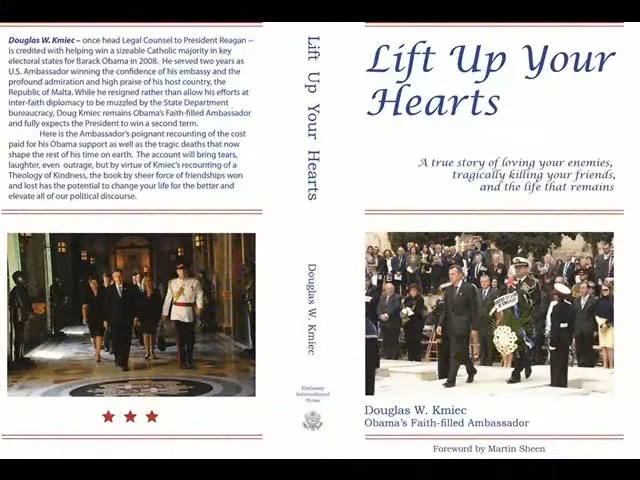 Douglas W. Kmiec – once head Legal Counsel to President Reagan --
is credited with helping win a sizeable Catholic majority in key
electoral states for Barack Obama in 2008. He served two years as
U.S. Ambassador winning the confidence of his embassy and the
profound admiration and high praise of his host country, the
Republic of Malta. While he resigned rather than allow his efforts at
inter-faith diplomacy to be muzzled by the State Department
bureaucracy, Doug Kmiec remains Obama's Faith-filled Ambassador
and fully expects the President to win a second term.
Here is the Ambassador's poignant recounting of the cost
paid for his Obama support as well as the tragic deaths that now
shape the rest of his time on earth. The account will bring tears,
laughter, even outrage, but by virtue of Kmiec's recounting of a
Theology of Kindness, the book by sheer force of friendships won
and lost has the potential to change your life for the better and
elevate all of our political discourse.
Lift Up Your Hearts
Douglas W. Kmiec
Embassy
International
Press
Lift Up Your
Hearts
A true story of loving your enemies,
tragically killing your friends,
and the life that remains
Douglas W. Kmiec
Obama's Faith-filled Ambassador
Foreword by Martin Sheen